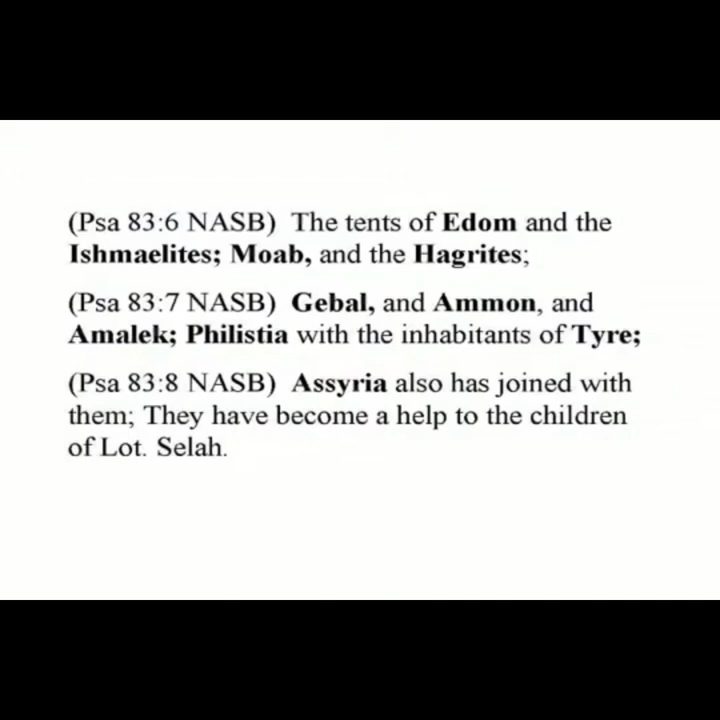 (Psa 83:6 NASB) The tents of Edom and the
Ishmaelites; Moab, and the Hagrites;
(Psa 83:7 NASB) Gebal, and Ammon, and
Amalek; Philistia with the inhabitants of Tyre;
(Psa 83:8 NASB) Assyria also has joined with
them; They have become a help to the children
of Lot. Selah.